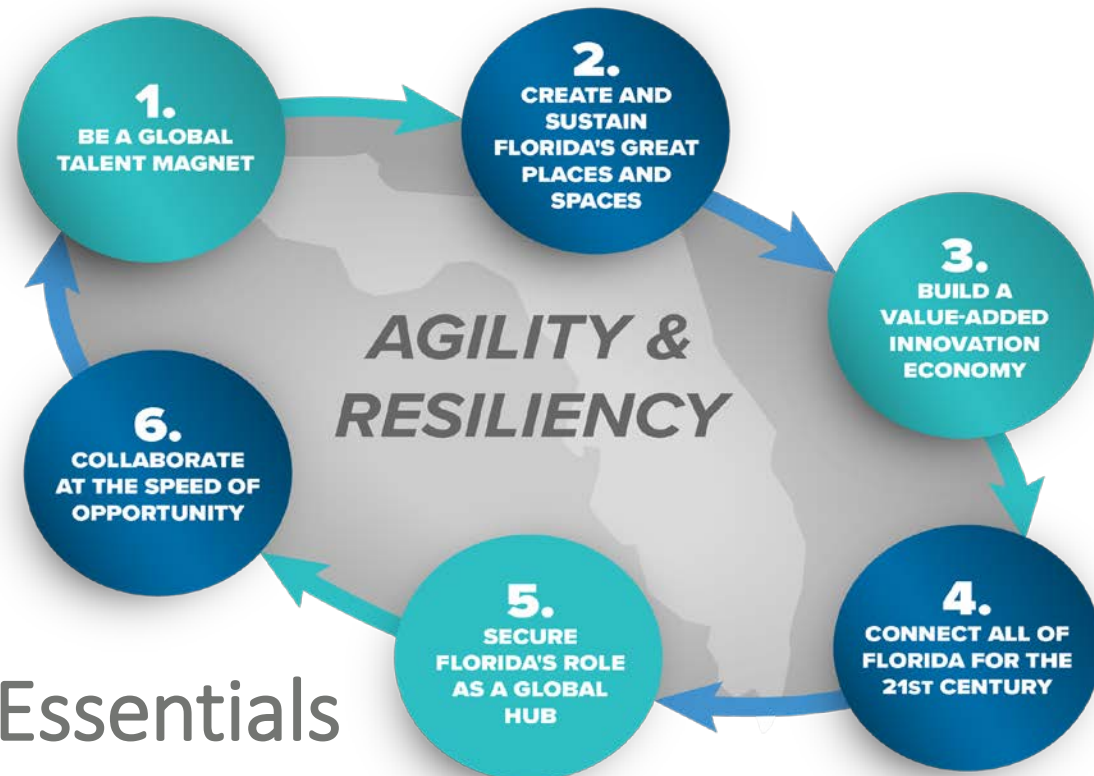 1.
BE A GLOBAL
TALENT MAGNET
2.
CREATE AND
SUSTAIN
FLORIDA'S GREAT
PLACES AND
SPACES
3.
BUILD A
VALUE-ADDED
INNOVATION
ECONOMY
AGILITY &
RESILIENCY
6.
COLLABORATE
AT THE SPEED OF
OPPORTUNITY
5.
SECURE
FLORIDA'S ROLE
AS A GLOBAL
HUB
4.
CONNECT ALL OF
FLORIDA FOR THE
21ST CENTURY
Essentials